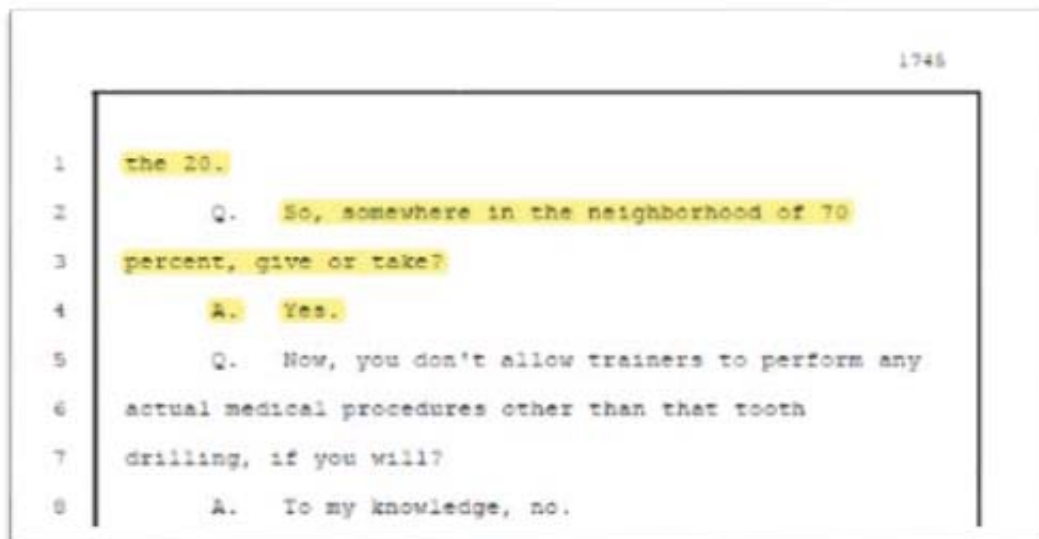 1745
1 the 20.
2 Q. So, somewhere in the neighborhood of 70
3 percent, give or take?
4 A. Yes.
5 Q. Now, you don't allow trainers to perform any
6 actual medical procedures other than that tooth
7 drilling, if you will?
8 A. To my knowledge, no.